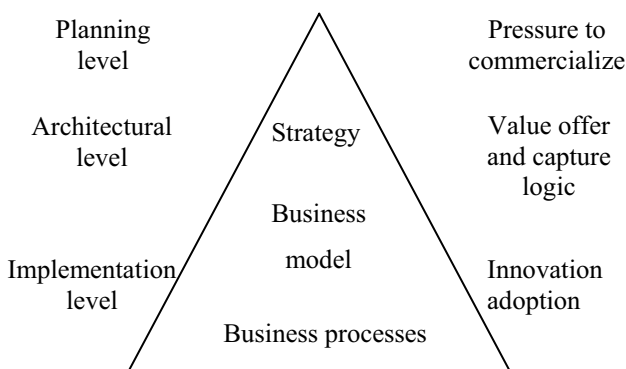 Planning
level
Pressure to
commercialize
Architectural
level
Strategy
Value offer
and capture
logic
Business
model
Implementation
level
Innovation
adoption
Business processes